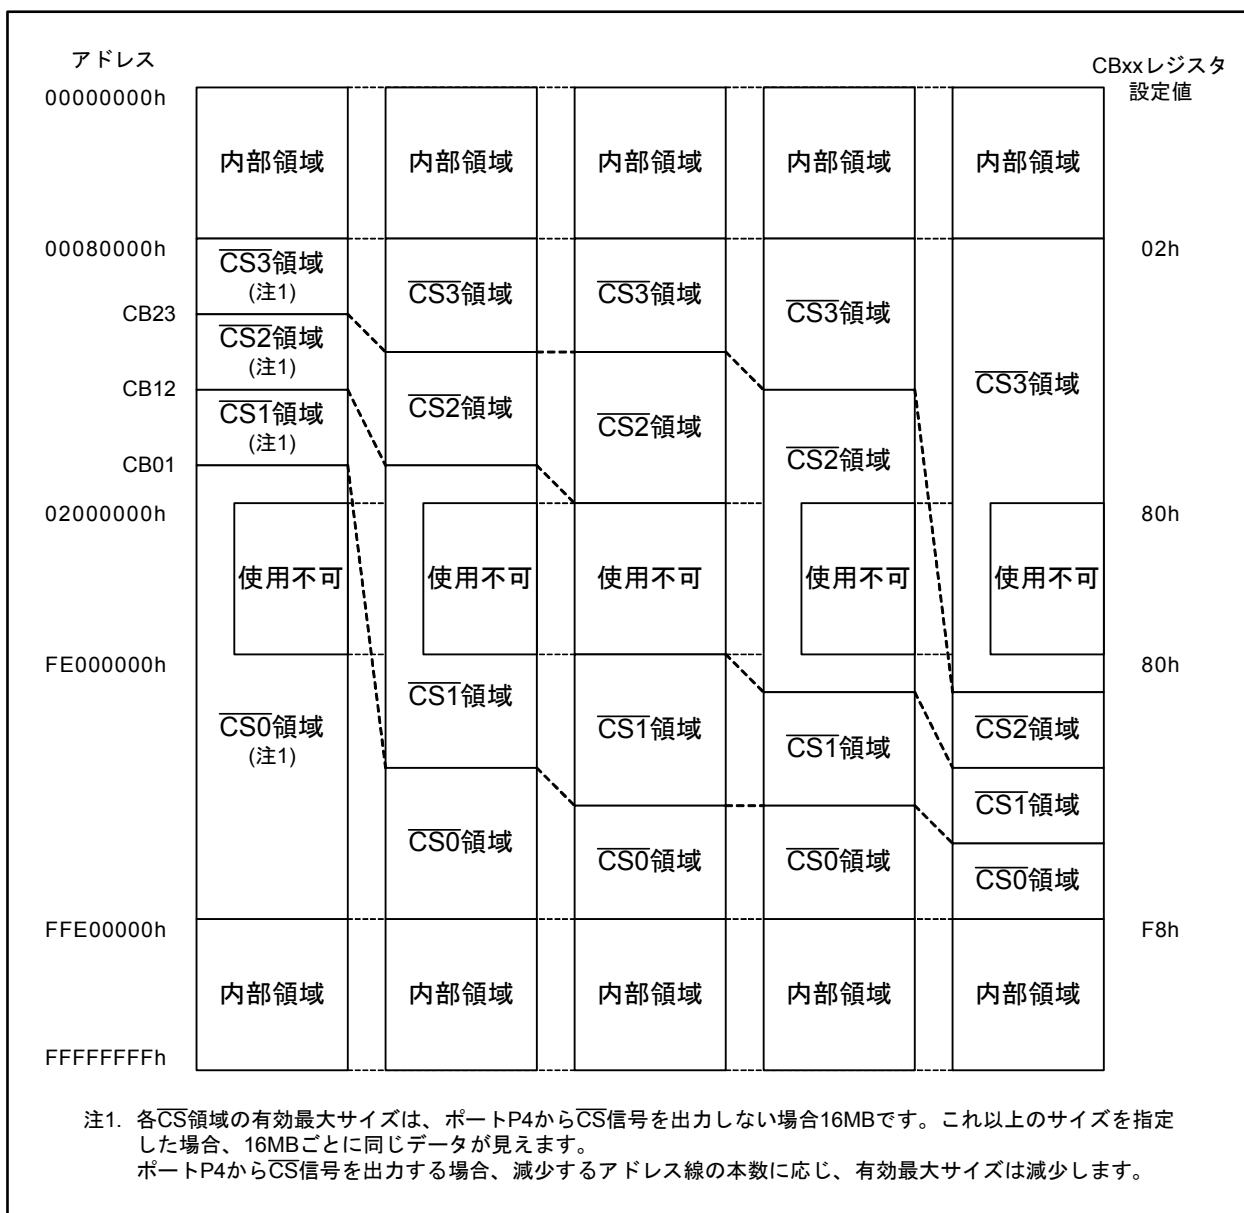 アドレス
CBxxレジスタ
設定値
00000000h
内部領域 内部領域 内部領域 内部領域 内部領域
00080000h
02h
CS3領域
(注1)
CS3領域 CS3領域 CS3領域
CB23
CS2領域
(注1)
CS3領域
CB12
CS1領域
(注1)
CS2領域 CS2領域 CS2領域
CB01
02000000h
80h
使用不可 使用不可 使用不可 使用不可 使用不可
FE000000h
80h
CS0領域
(注1)
CS1領域 CS1領域 CS1領域 CS2領域
CS1領域
CS0領域 CS0領域 CS0領域 CS0領域
FFE00000h
F8h
内部領域 内部領域 内部領域 内部領域 内部領域
FFFFFFFFh
注1. 各CS領域の有効最大サイズは、ポートP4からCS信号を出力しない場合16MBです。これ以上のサイズを指定
した場合、16MBごとに同じデータが見えます。
ポートP4からCS信号を出力する場合、減少するアドレス線の本数に応じ、有効最大サイズは減少します。